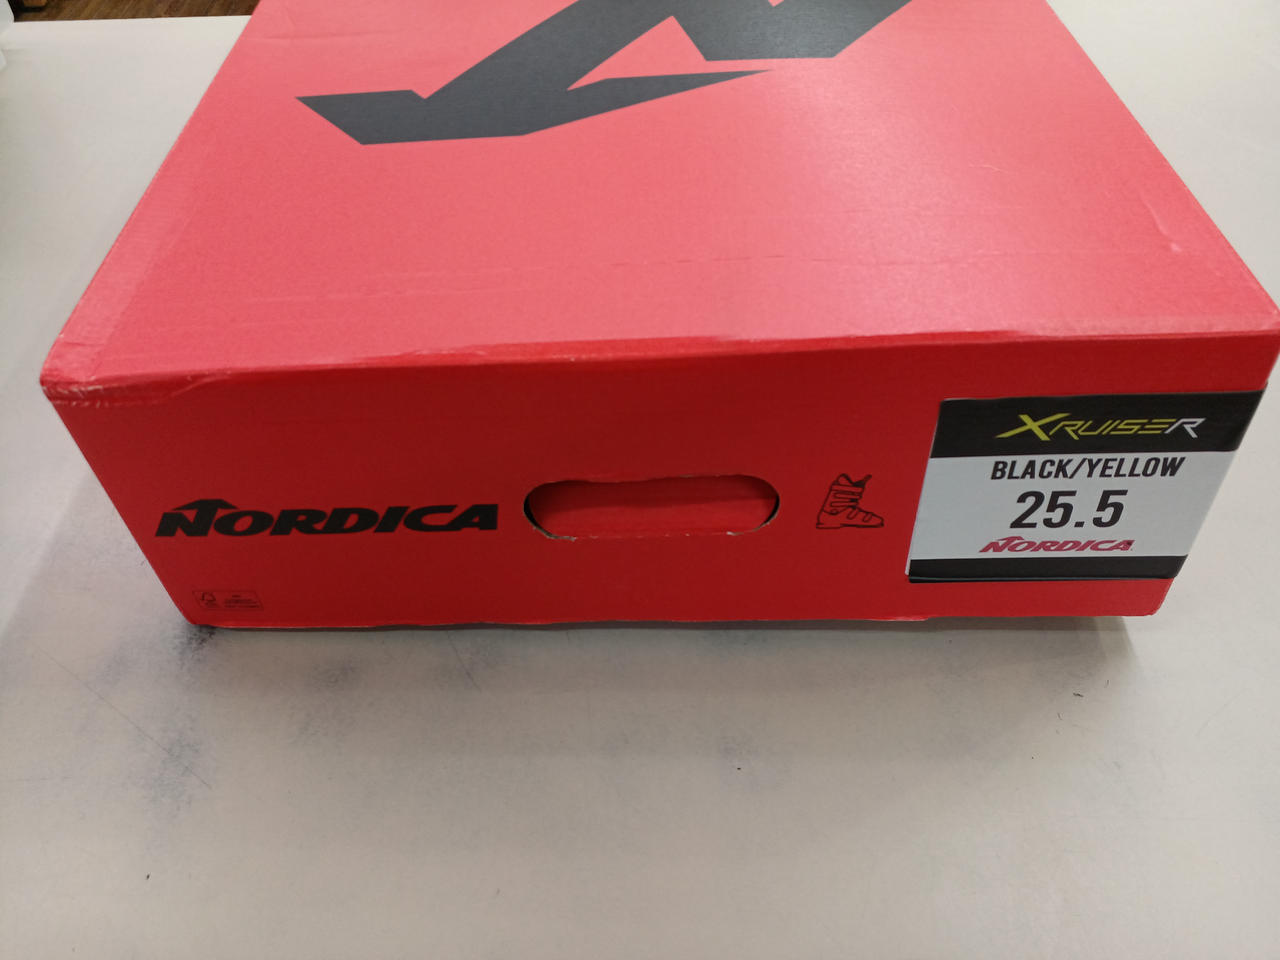 NORDICA
XRUISER
BLACK/YELLOW
25.5
NORDICA